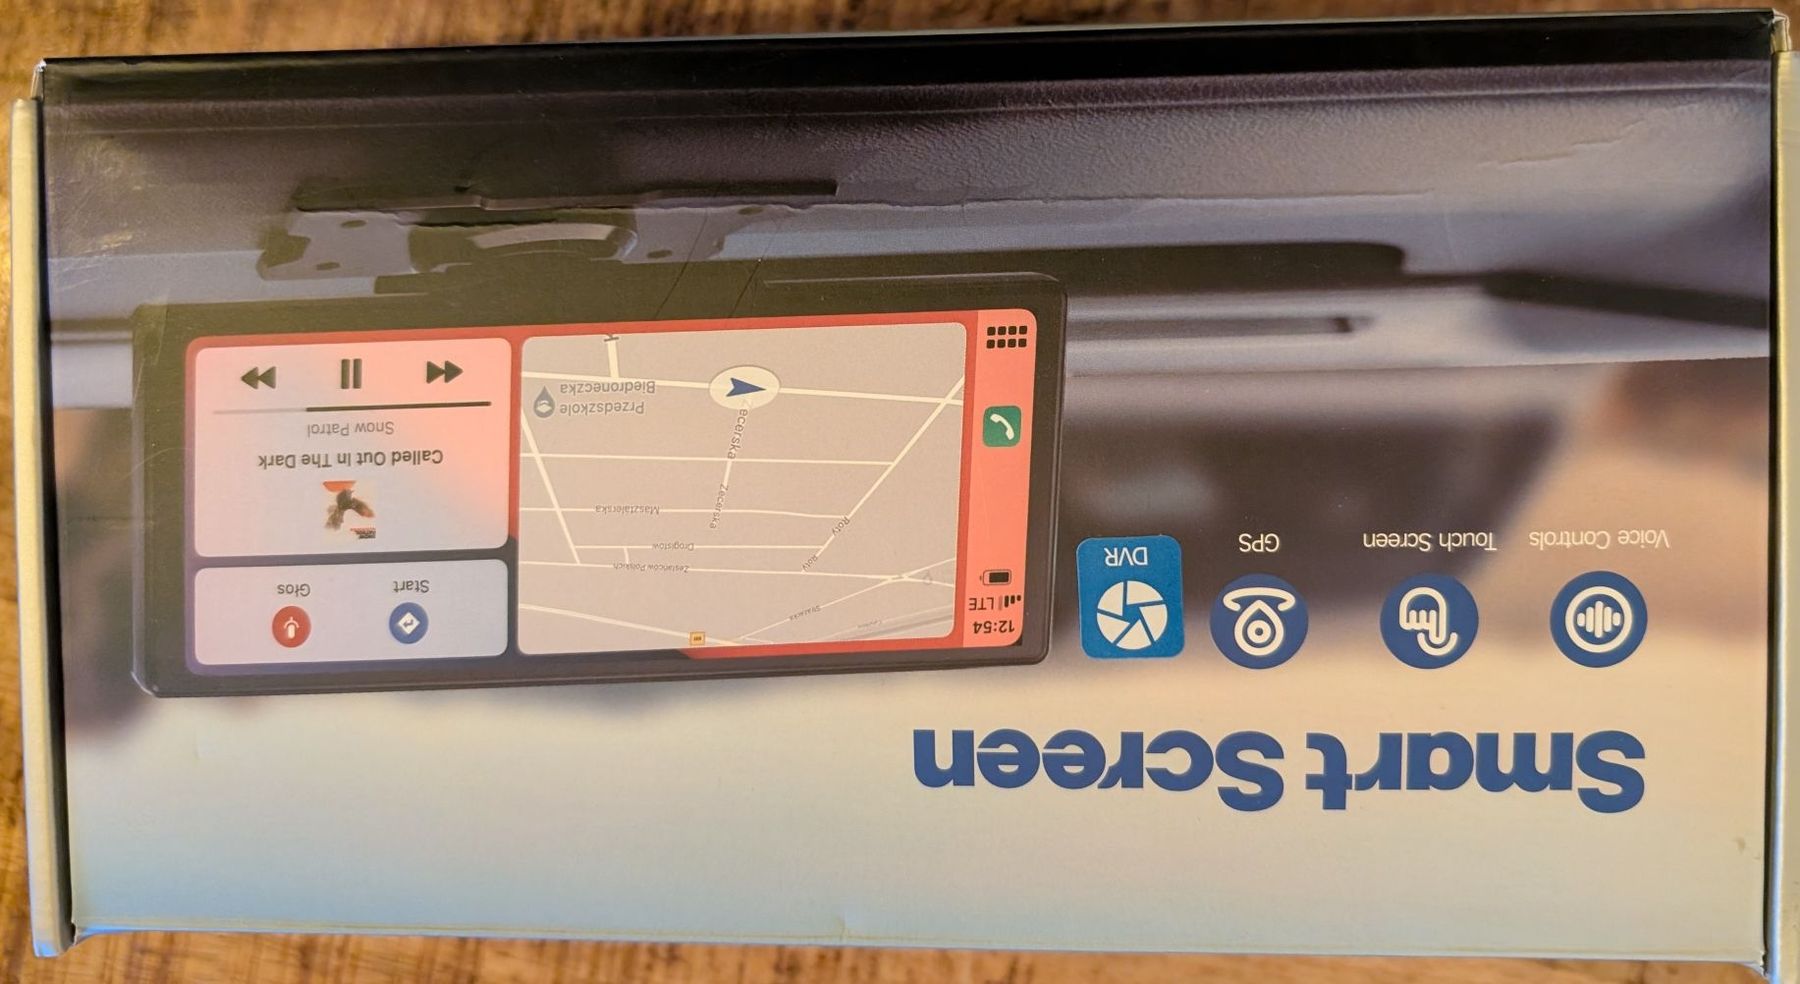 Smart Screen
Voice Controls
Touch Screen
GPS
DVR
12:54
LTE
Zesłańców Polskich
Drogistów
Masztalerska
Roty
Roty
Zecerska
Zecerska
Przedszkole
Biedroneczka
Start
Głos
Called Out In The Dark
Snow Patrol